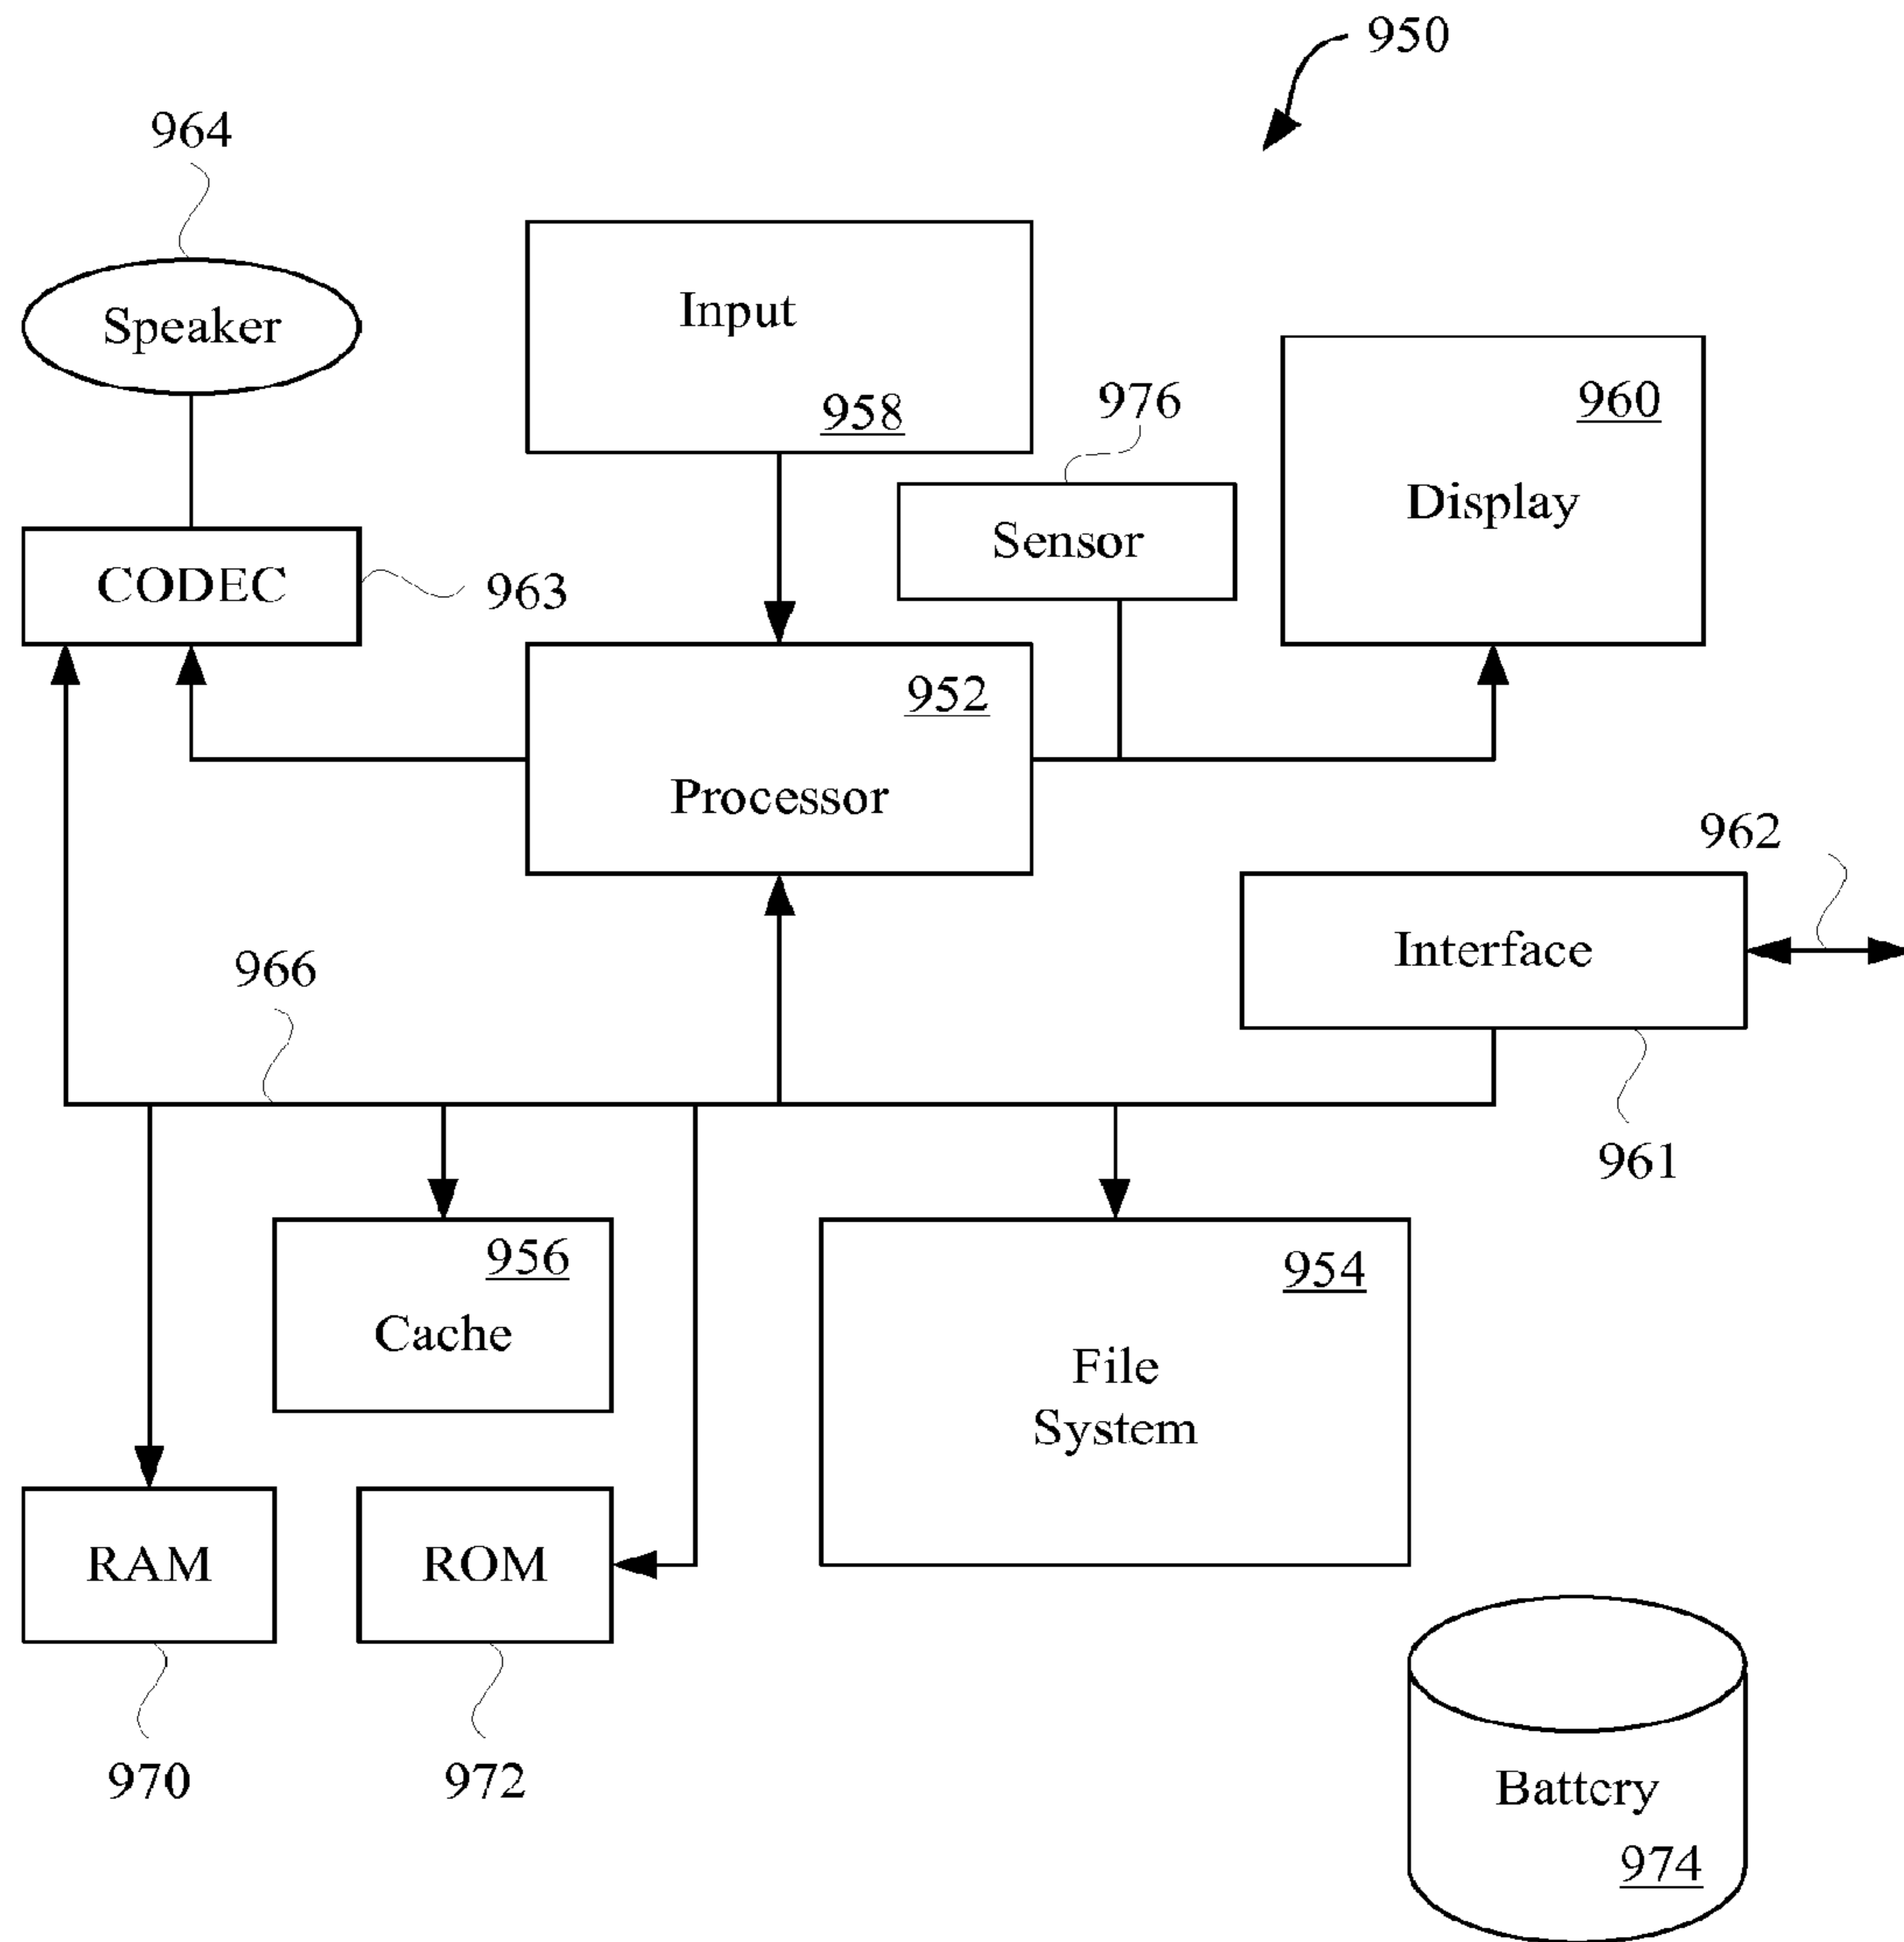 950
964
Speaker
Input
958
976
960
Display
Sensor
CODEC
963
952
Processor
962
Interface
966
961
956
Cache
954
File
System
RAM
ROM
970
972
Battery
974